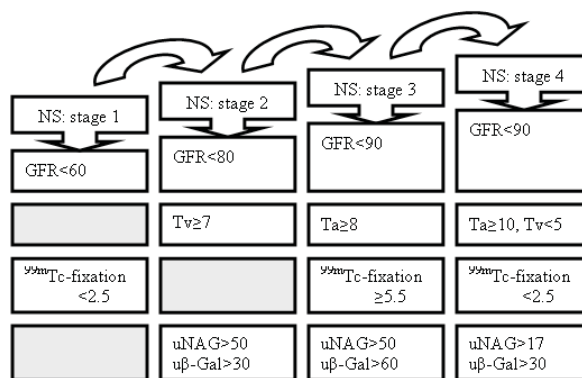 NS: stage 1
NS: stage 2
NS: stage 3
NS: stage 4
GFR<60
GFR<80
GFR<90
GFR<90
Tv≥7
Ta≥8
Ta≥10, Tv<5
99mTc-fixation
<2.5
99mTc-fixation
≥5.5
99mTc-fixation
<2.5
uNAG>50
uβ-Gal>30
uNAG>50
uβ-Gal>60
uNAG>17
uβ-Gal>30